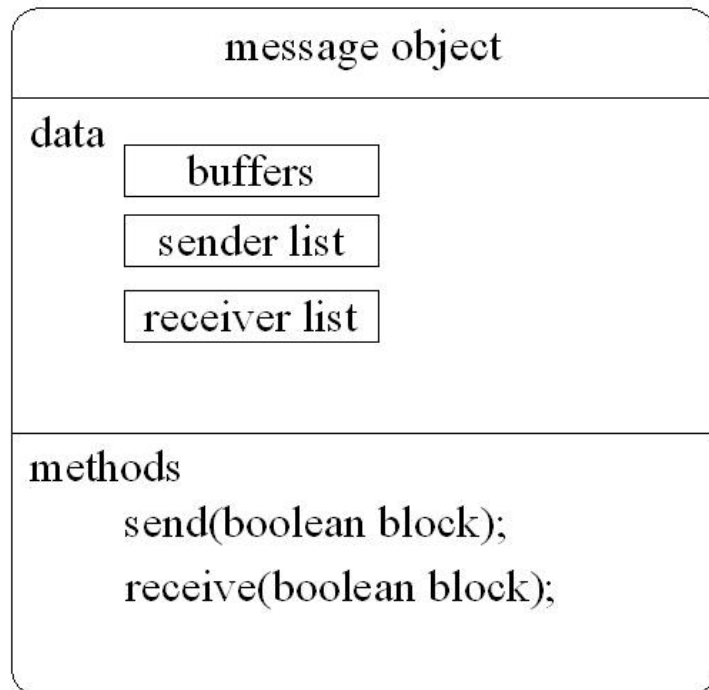 message object
data
buffers
sender list
receiver list
methods
send(boolean block);
receive(boolean block);